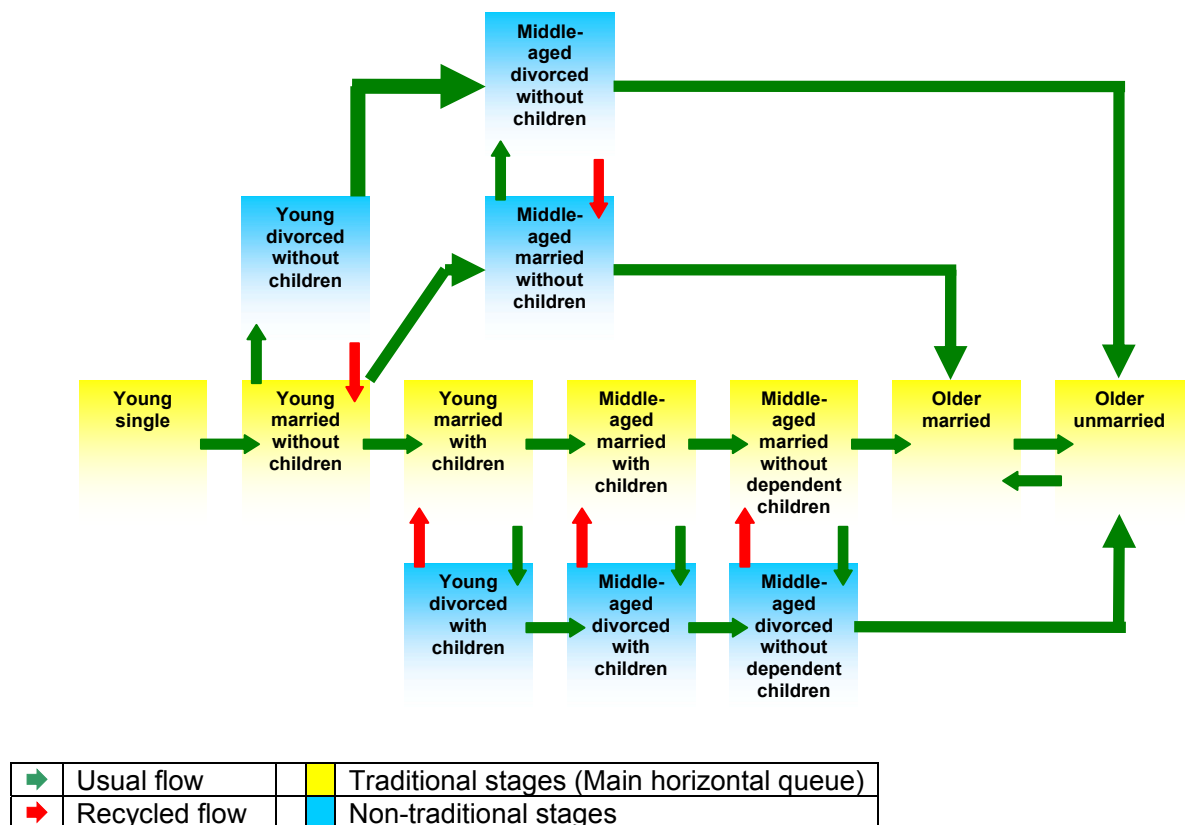 Middle-
aged
divorced
without
children
Young
divorced
without
children
Middle-
aged
married
without
children
Young
single
Young
married
without
children
Young
married
with
children
Middle-
aged
married
with
children
Middle-
aged
married
without
dependent
children
Older
married
Older
unmarried
Young
divorced
with
children
Middle-
aged
divorced
with
children
Middle-
aged
divorced
without
dependent
children
Usual flow
Traditional stages (Main horizontal queue)
Recycled flow
Non-traditional stages